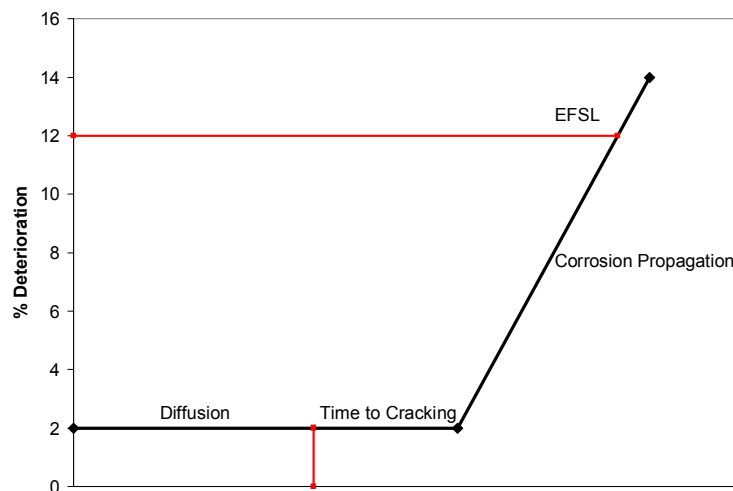 16
14
EFSL
12
10
% Deterioration
8
Corrosion Propagation
6
4
Diffusion
Time to Cracking
2
0